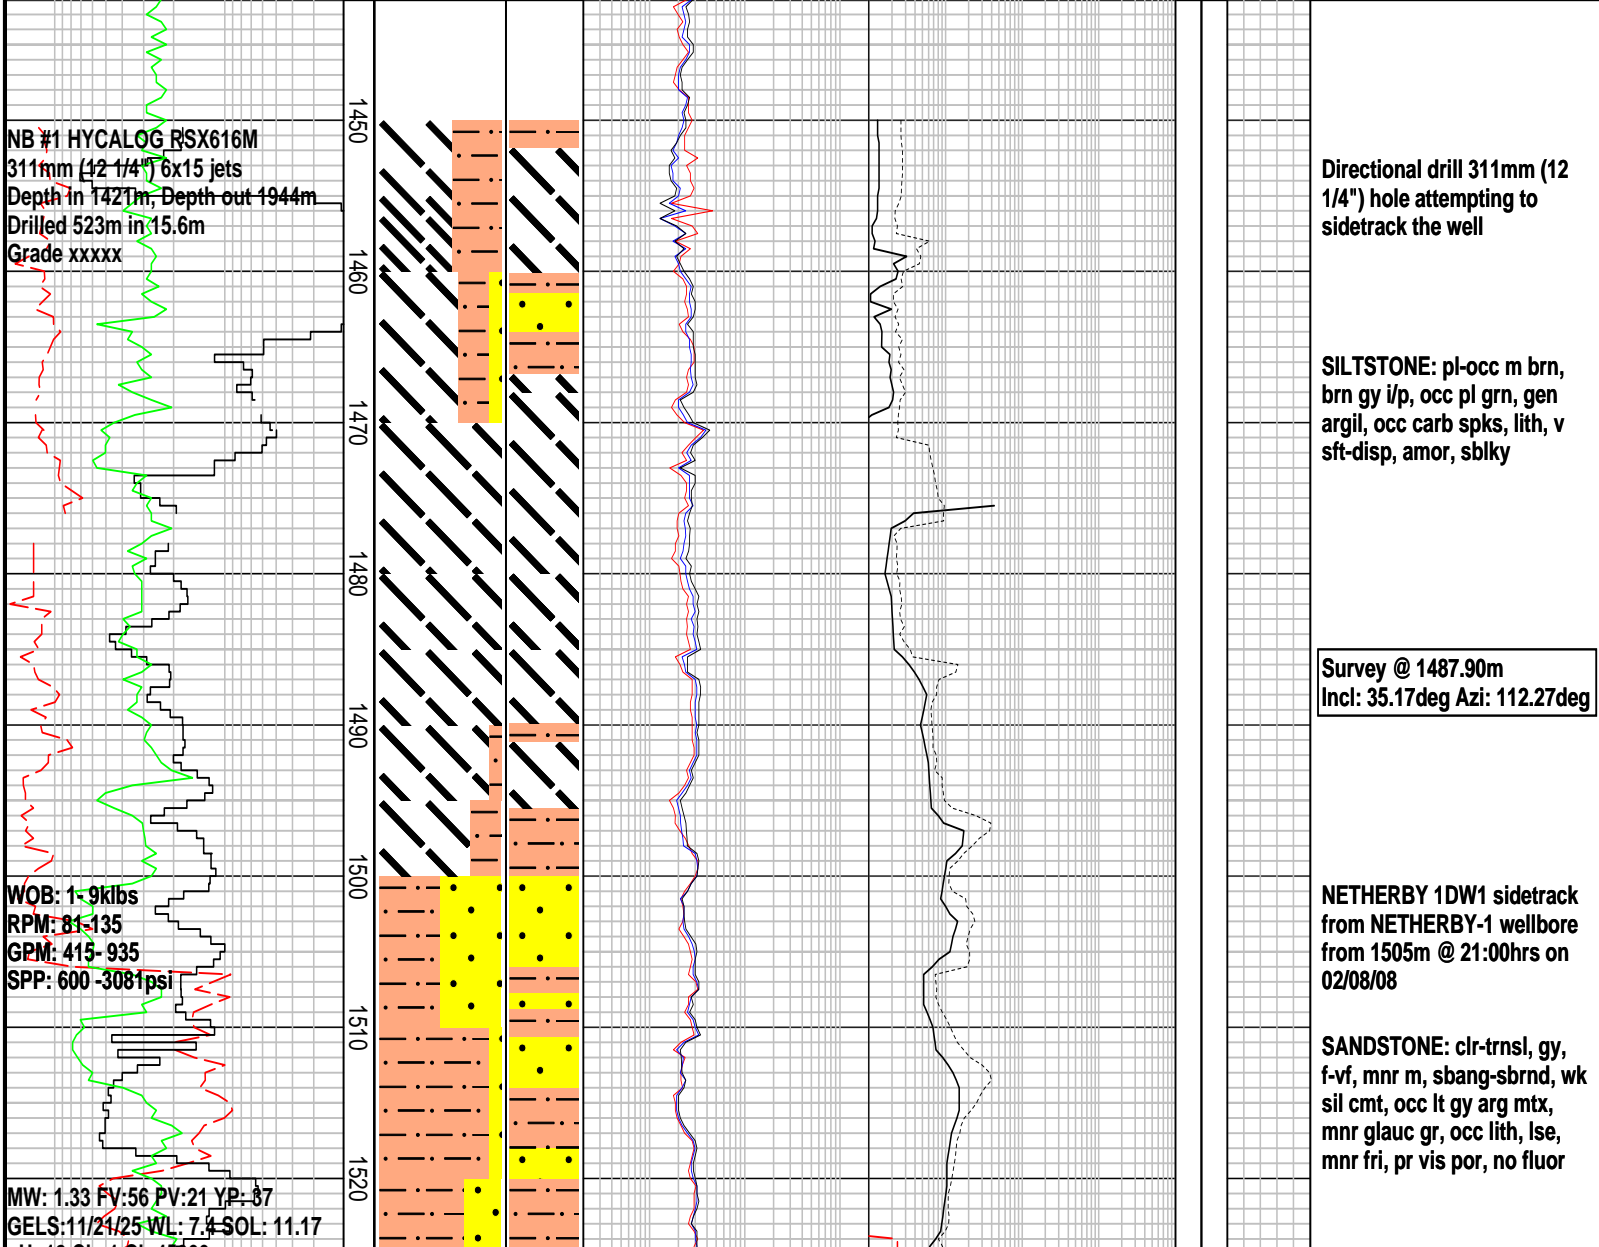 NB #1 HYCALOG RSX616M
311mm (12 1/4") 6x15 jets
Depth in 1421m, Depth out 1944m
Drilled 523m in 15.6m
Grade xxxxx
WOB: 1- 9klbs
RPM: 81-135
GPM: 415- 935
SPP: 600 -3081psi
MW: 1.33 FV:56 PV:21 YP: 37
GELS:11/21/25 WL: 7.4 SOL: 11.17
1450
1460
1470
1480
1490
1500
1510
1520
Directional drill 311mm (12
1/4") hole attempting to
sidetrack the well
SILTSTONE: pl-occ m brn,
brn gy i/p, occ pl grn, gen
argil, occ carb spks, lith, v
sft-disp, amor, sblky
Survey @ 1487.90m
Incl: 35.17deg Azi: 112.27deg
NETHERBY 1DW1 sidetrack
from NETHERBY-1 wellbore
from 1505m @ 21:00hrs on
02/08/08
SANDSTONE: clr-trnsl, gy,
f-vf, mnr m, sbang-sbrnd, wk
sil cmt, occ lt gy arg mtx,
mnr glauc gr, occ lith, lse,
mnr fri, pr vis por, no fluor